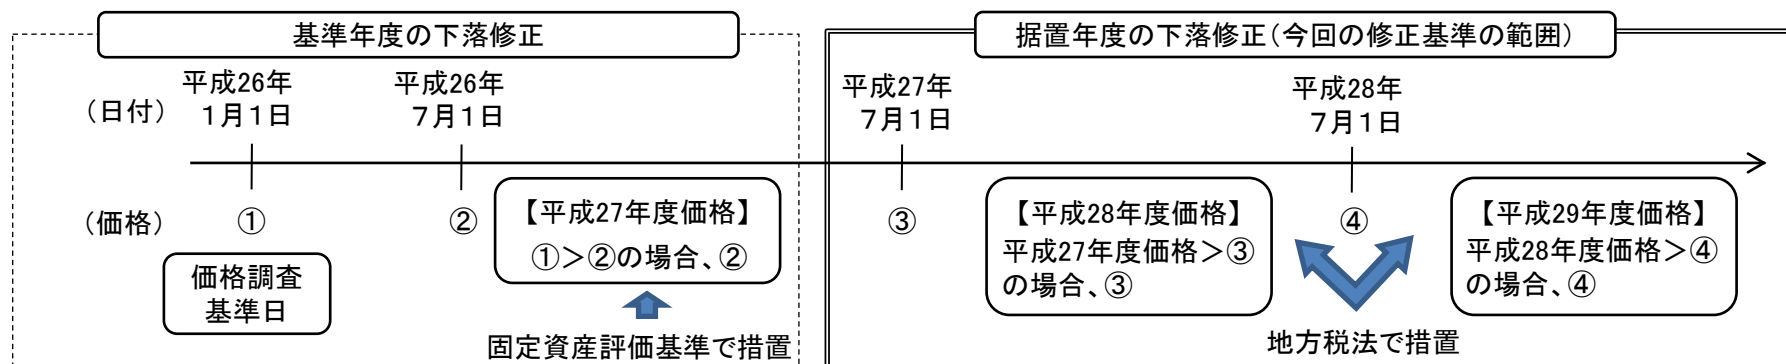 基準年度の下落修正
据置年度の下落修正(今回の修正基準の範囲)
(日付)
平成26年
1月1日
平成26年
7月1日
平成27年
7月1日
平成28年
7月1日
(価格)
①
②
【平成27年度価格】
①>②の場合、②
③
【平成28年度価格】
平成27年度価格>③
の場合、③
④
【平成29年度価格】
平成28年度価格>④
の場合、④
価格調査
基準日
固定資産評価基準で措置
地方税法で措置